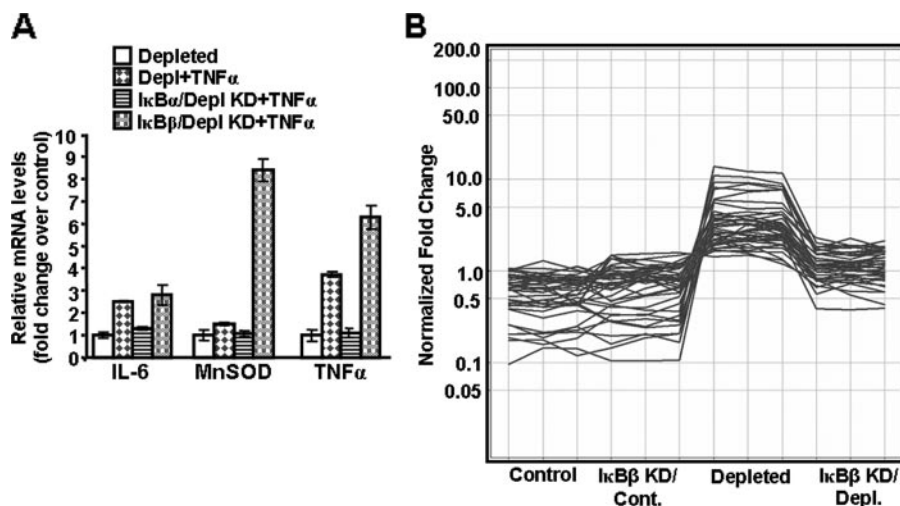 A
Depleted
Depl+TNFα
IκBα/Depl KD+TNFα
IκBβ/Depl KD+TNFα
Relative mRNA levels
(fold change over control)
10
9
8
7
6
5
4
3
2
1
0
IL-6 MnSOD TNFα
B
Normalized Fold Change
200.0
100.0
50.0
10.0
5.0
1.0
0.5
0.1
0.05
Control IκBβ KD/ Depleted IκBβ KD/
Cont. Depl.